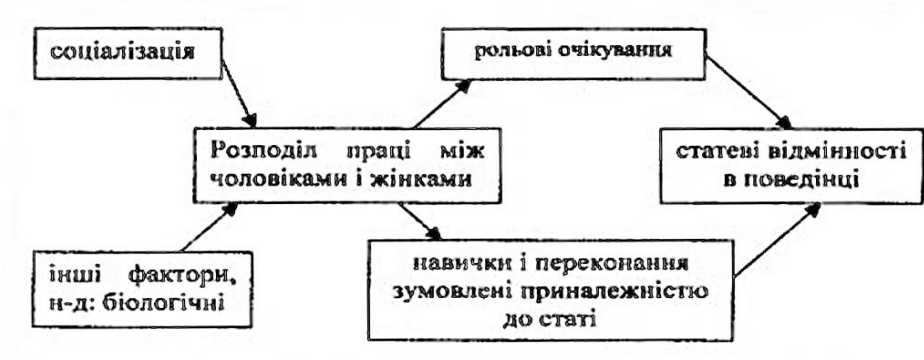 соціалізація
рольові очікування
Розподіл праці між
чоловіками і жінками
статеві відмінності
в поведінці
інші фактори,
н-д: біологічні
навички і переконання
зумовлені приналежністю
до статі